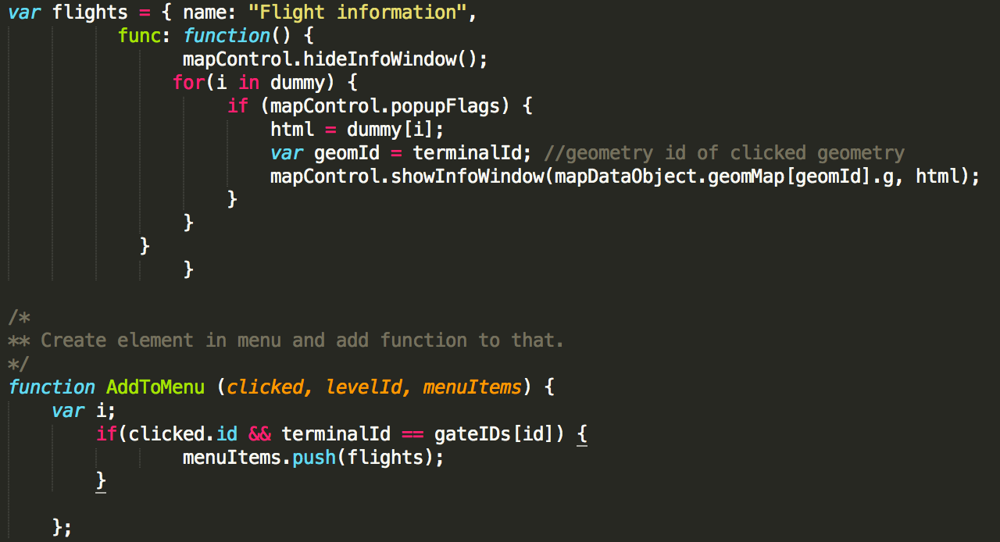 var flights = { name: "Flight information",
func: function() {
mapControl.hideInfoWindow();
for(i in dummy) {
if (mapControl.popupFlags) {
html = dummy[i];
var geomId = terminalId; //geometry id of clicked geometry
mapControl.showInfoWindow(mapDataObject.geomMap[geomId].g, html);
}
}
}
}
/*
** Create element in menu and add function to that.
*/
function AddToMenu (clicked, levelId, menuItems) {
var i;
if(clicked.id && terminalId == gateIDs[id]) {
menuItems.push(flights);
}
};